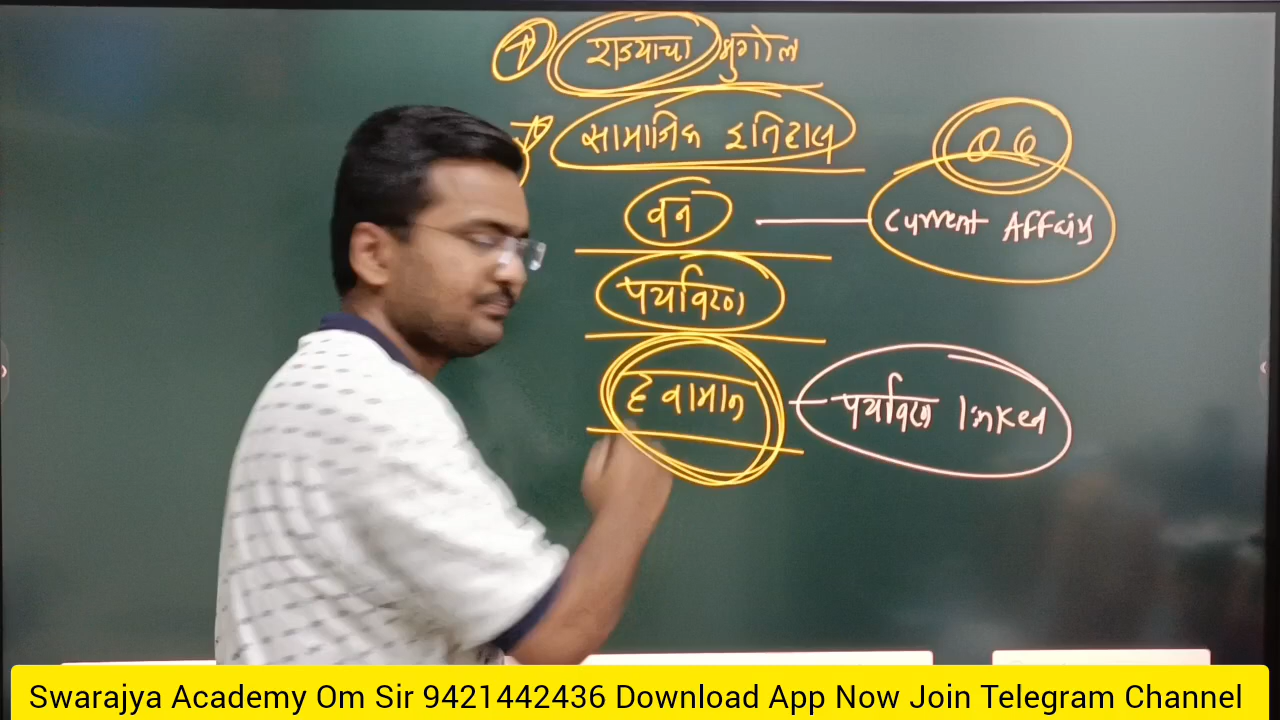 राज्याचा भुगोल
सामाजिक इतिहास
वन
Current Affairs
पर्यावरण
हवामान
पर्यावरण linked
Swarajya Academy Om Sir 9421442436 Download App Now Join Telegram Channel